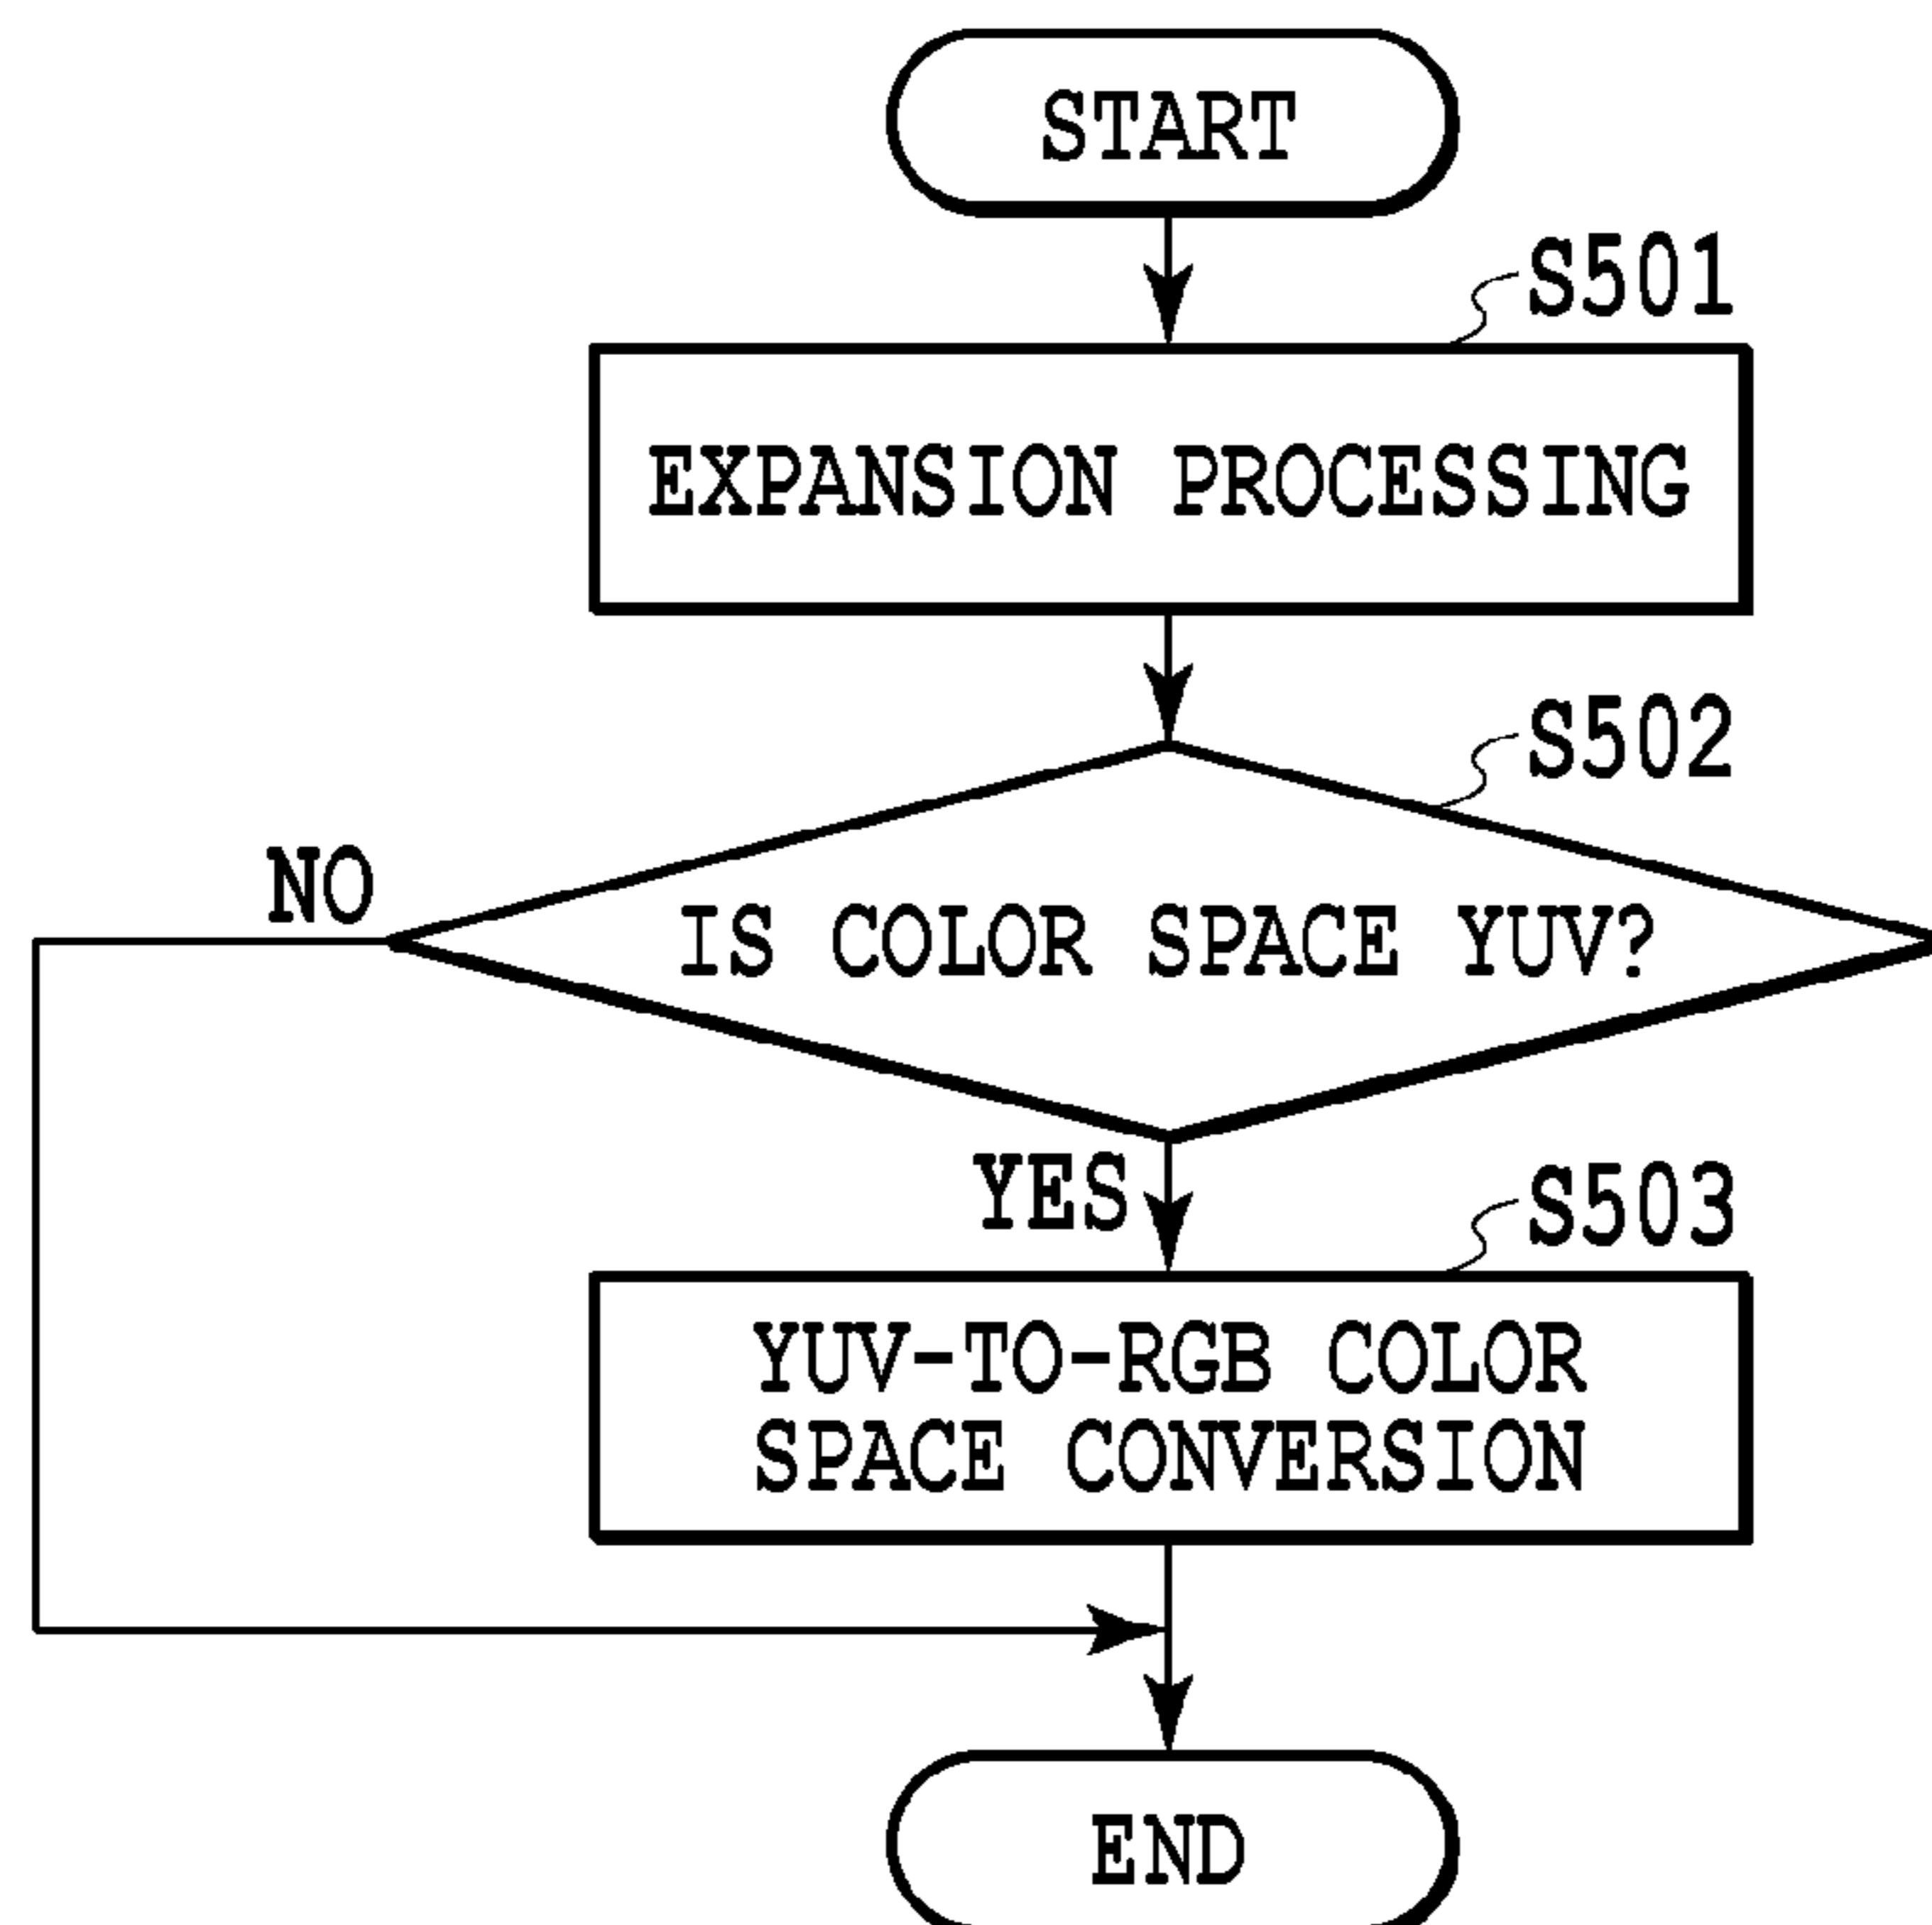 START
S501
EXPANSION PROCESSING
S502
NO
IS COLOR SPACE YUV?
YES
S503
YUV-TO-RGB COLOR
SPACE CONVERSION
END